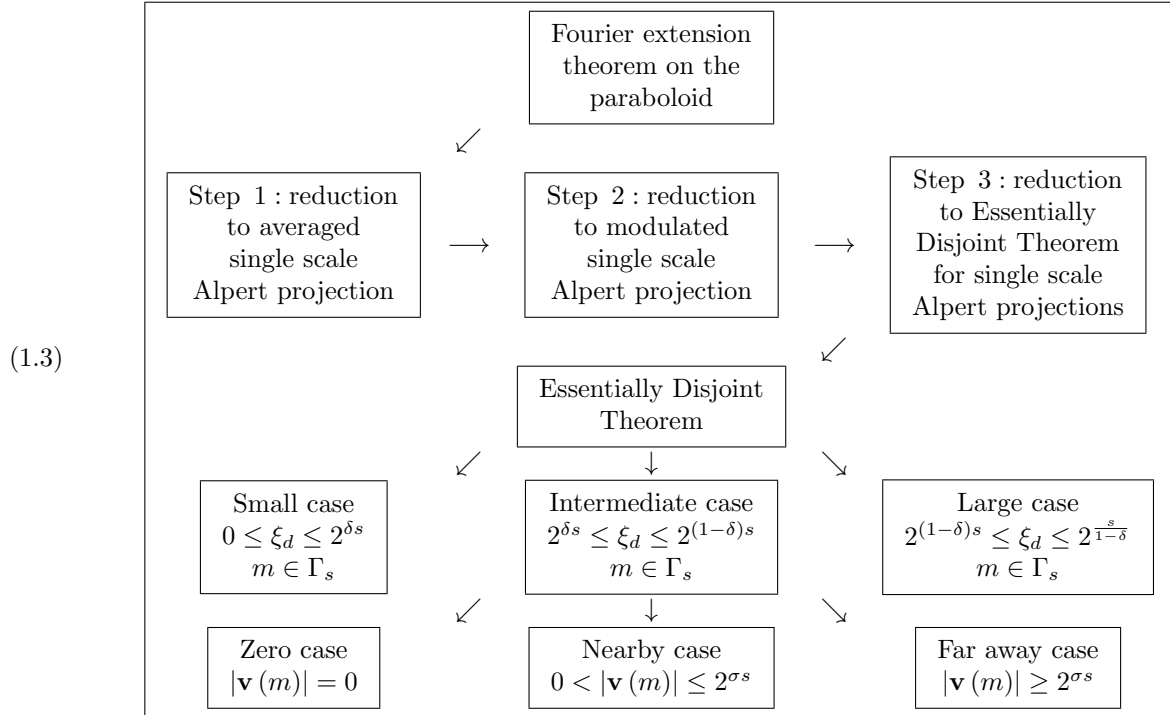 Fourier extension
theorem on the
paraboloid
↙
Step 1 : reduction
to averaged
single scale
Alpert projection
⟶
Step 2 : reduction
to modulated
single scale
Alpert projection
⟶
Step 3 : reduction
to Essentially
Disjoint Theorem
for single scale
Alpert projections
(1.3)
↙
Essentially Disjoint
Theorem
↙ ↓ ↘
Small case
0 ≤ ξ_d ≤ 2^{δs}
m ∈ Γ_s
Intermediate case
2^{δs} ≤ ξ_d ≤ 2^{(1−δ)s}
m ∈ Γ_s
Large case
2^{(1−δ)s} ≤ ξ_d ≤ 2^{\frac{s}{1−δ}}
m ∈ Γ_s
↙ ↓ ↘
Zero case
|𝐯 (m)| = 0
Nearby case
0 < |𝐯 (m)| ≤ 2^{σs}
Far away case
|𝐯 (m)| ≥ 2^{σs}